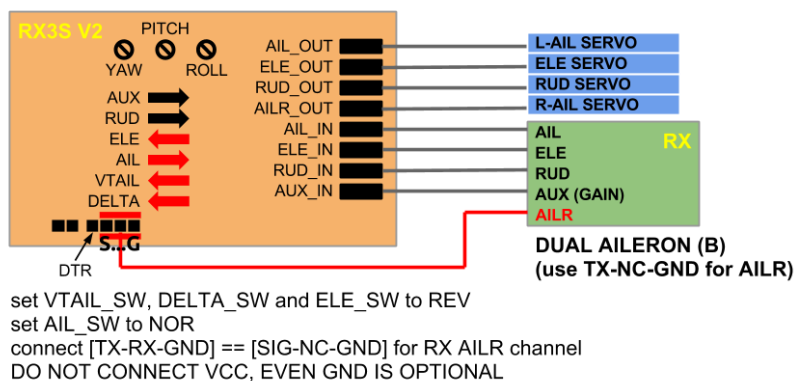 RX3S V2
PITCH
YAW
ROLL
AUX
RUD
ELE
AIL
VTAIL
DELTA
S...G
DTR
AIL_OUT
ELE_OUT
RUD_OUT
AILR_OUT
AIL_IN
ELE_IN
RUD_IN
AUX_IN
L-AIL SERVO
ELE SERVO
RUD SERVO
R-AIL SERVO
RX
AIL
ELE
RUD
AUX (GAIN)
AILR
DUAL AILERON (B)
(use TX-NC-GND for AILR)
set VTAIL_SW, DELTA_SW and ELE_SW to REV
set AIL_SW to NOR
connect [TX-RX-GND] == [SIG-NC-GND] for RX AILR channel
DO NOT CONNECT VCC, EVEN GND IS OPTIONAL